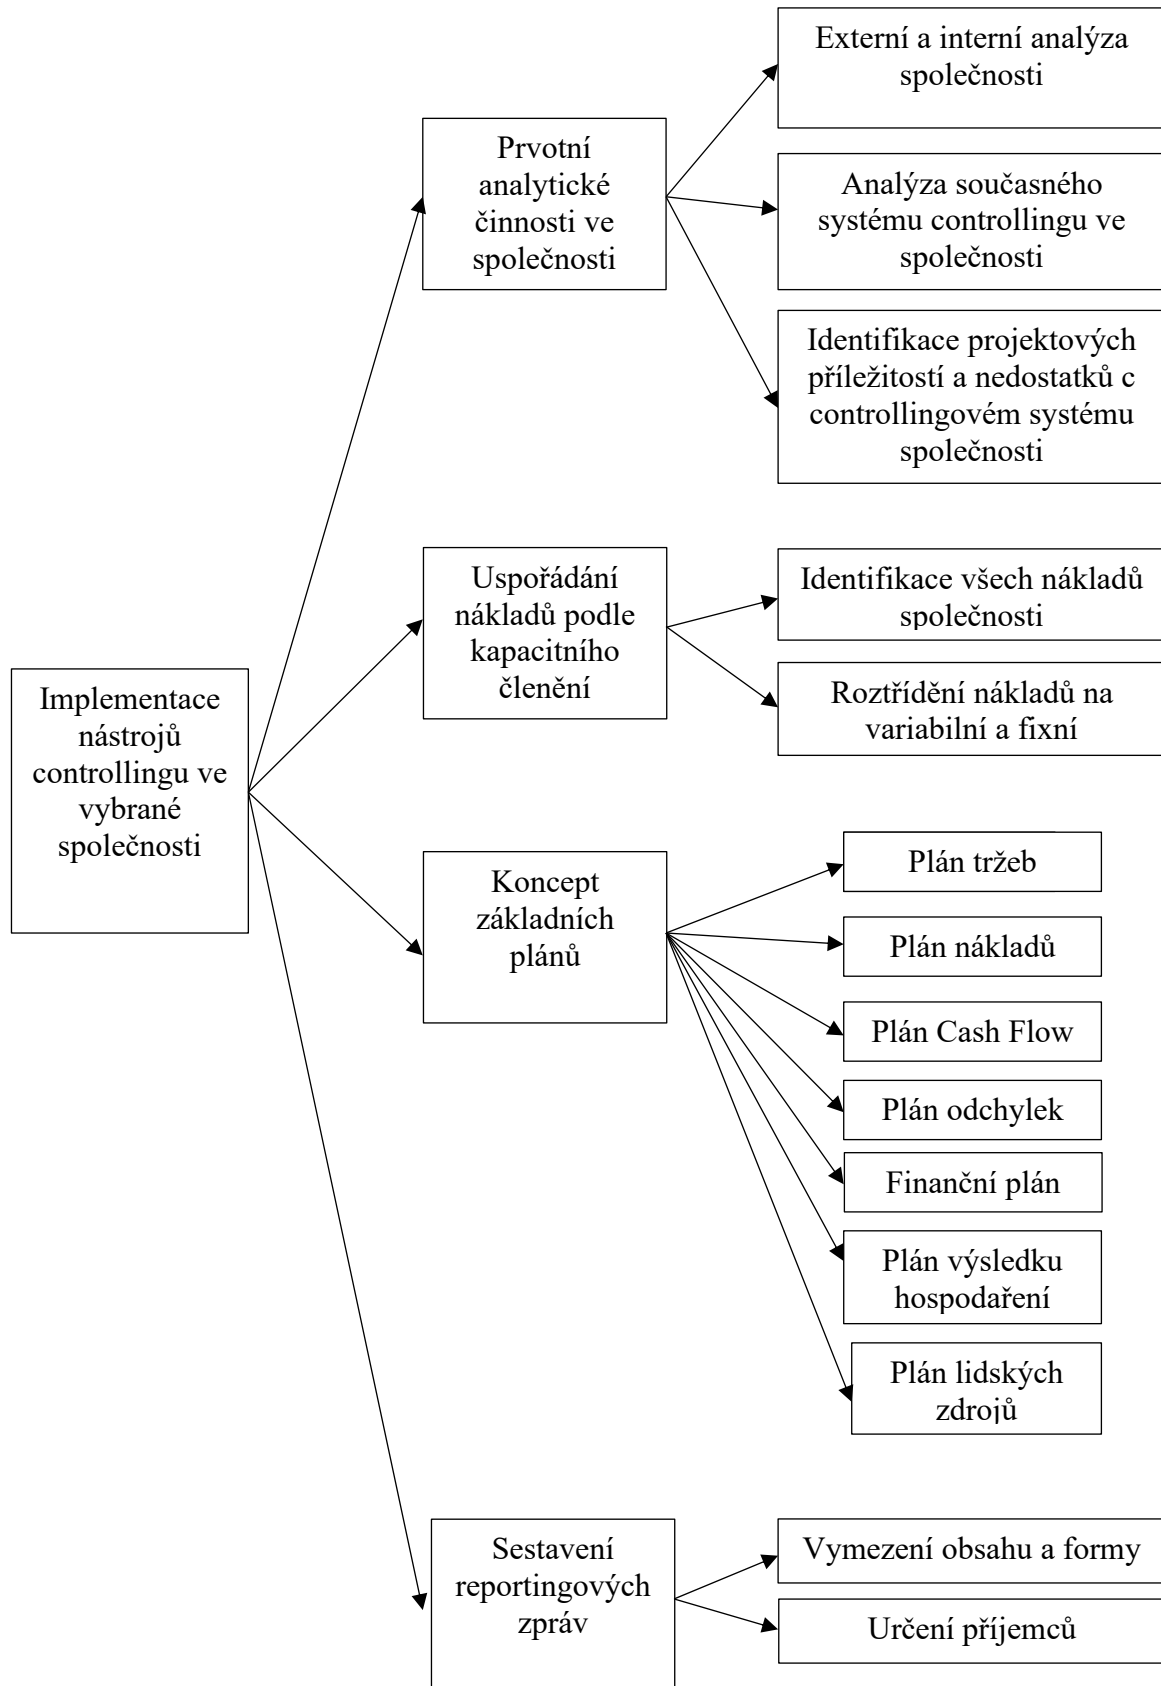 Externí a interní analýza
společnosti
Prvotní
analytické
činnosti ve
společnosti
Analýza současného
systému controllingu ve
společnosti
Identifikace projektových
příležitostí a nedostatků c
controllingovém systému
společnosti
Uspořádání
nákladů podle
kapacitního
členění
Identifikace všech nákladů
společnosti
Roztřídění nákladů na
variabilní a fixní
Implementace
nástrojů
controllingu ve
vybrané
společnosti
Koncept
základních
plánů
Plán tržeb
Plán nákladů
Plán Cash Flow
Plán odchylek
Finanční plán
Plán výsledku
hospodaření
Plán lidských
zdrojů
Sestavení
reportingových
zpráv
Vymezení obsahu a formy
Určení příjemců